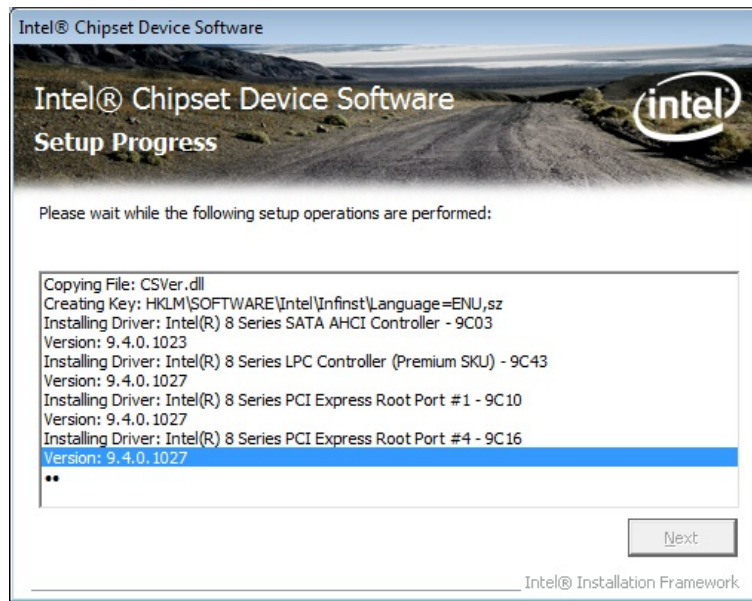 Intel® Chipset Device Software
Intel® Chipset Device Software
intel
Setup Progress
Please wait while the following setup operations are performed:
Copying File: CSVer.dll
Creating Key: HKLM\SOFTWARE\Intel\Infinst\Language=ENU,sz
Installing Driver: Intel(R) 8 Series SATA AHCI Controller - 9C03
Version: 9.4.0.1023
Installing Driver: Intel(R) 8 Series LPC Controller (Premium SKU) - 9C43
Version: 9.4.0.1027
Installing Driver: Intel(R) 8 Series PCI Express Root Port #1 - 9C10
Version: 9.4.0.1027
Installing Driver: Intel(R) 8 Series PCI Express Root Port #4 - 9C16
Version: 9.4.0.1027
••
Next
Intel® Installation Framework